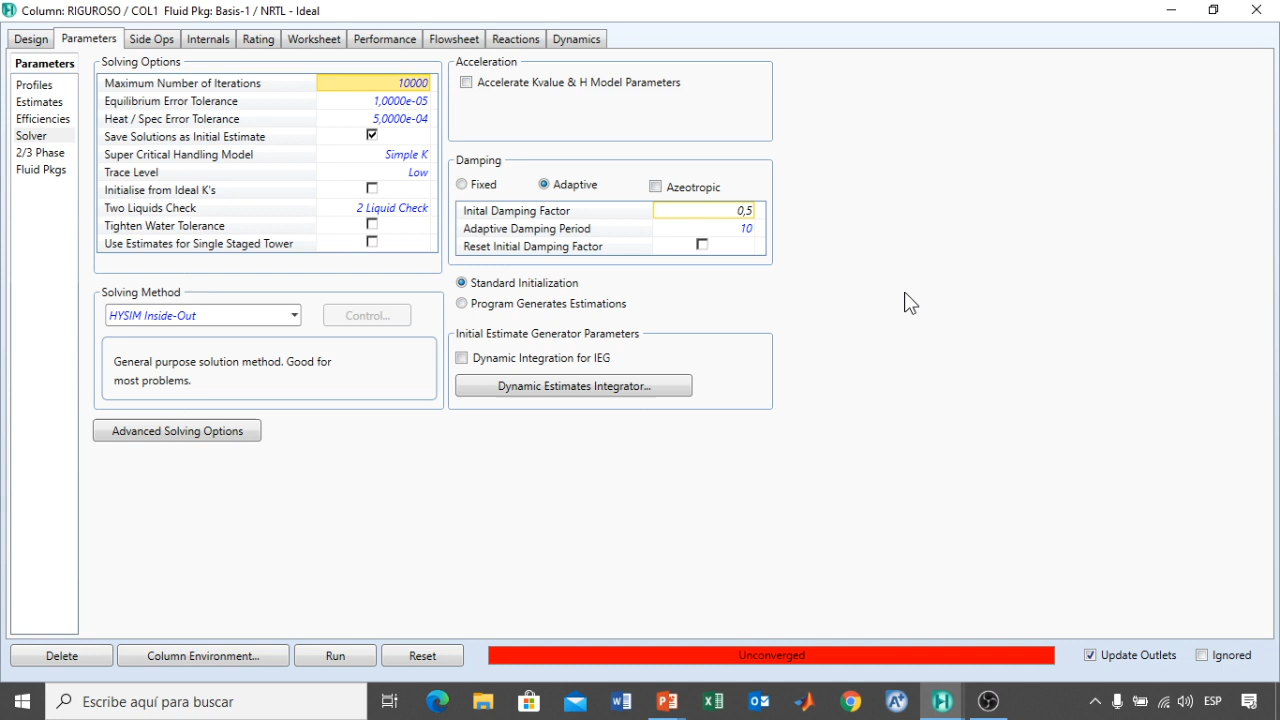 Column: RIGUROSO / COL1 Fluid Pkg: Basis-1 / NRTL - Ideal
Design Parameters Side Ops Internals Rating Worksheet Performance Flowsheet Reactions Dynamics
Parameters
Profiles
Estimates
Efficiencies
Solver
2/3 Phase
Fluid Pkgs
Solving Options
Maximum Number of Iterations 10000
Equilibrium Error Tolerance 1,0000e-05
Heat / Spec Error Tolerance 5,0000e-04
Save Solutions as Initial Estimate
Super Critical Handling Model Simple K
Trace Level Low
Initialise from Ideal K's
Two Liquids Check 2 Liquid Check
Tighten Water Tolerance
Use Estimates for Single Staged Tower
Solving Method
HYSIM Inside-Out Control...
General purpose solution method. Good for
most problems.
Advanced Solving Options
Acceleration
Accelerate Kvalue & H Model Parameters
Damping
Fixed Adaptive Azeotropic
Inital Damping Factor 0,5
Adaptive Damping Period 10
Reset Initial Damping Factor
Standard Initialization
Program Generates Estimations
Initial Estimate Generator Parameters
Dynamic Integration for IEG
Dynamic Estimates Integrator...
Delete Column Environment... Run Reset Unconverged Update Outlets Ignored
Escribe aquí para buscar ESP